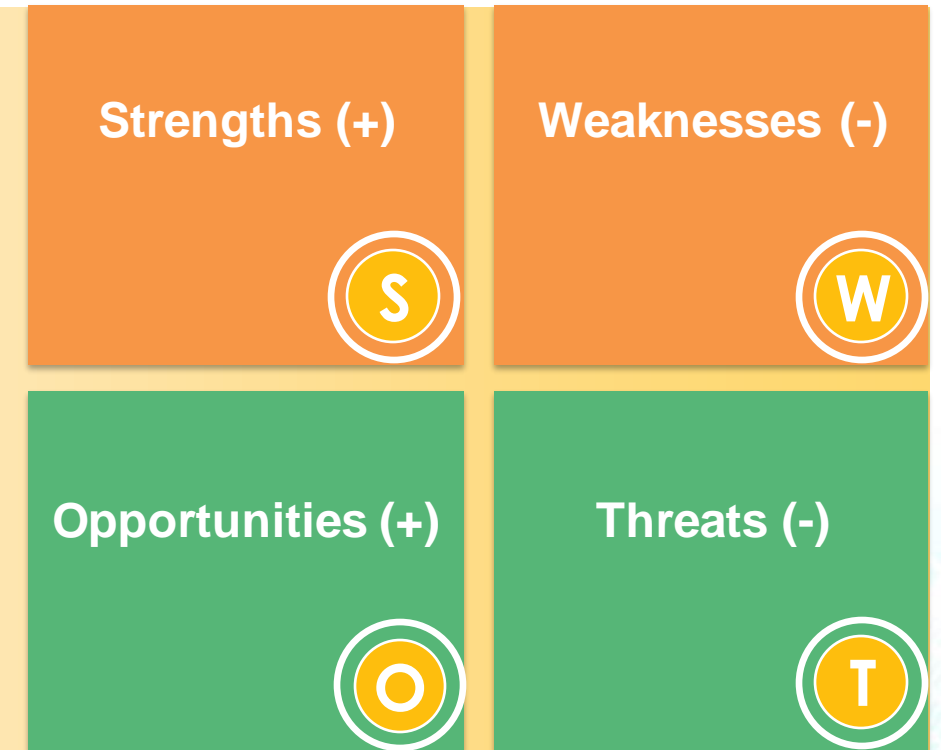 Strengths (+)
S
Weaknesses (-)
W
Opportunities (+)
O
Threats (-)
T